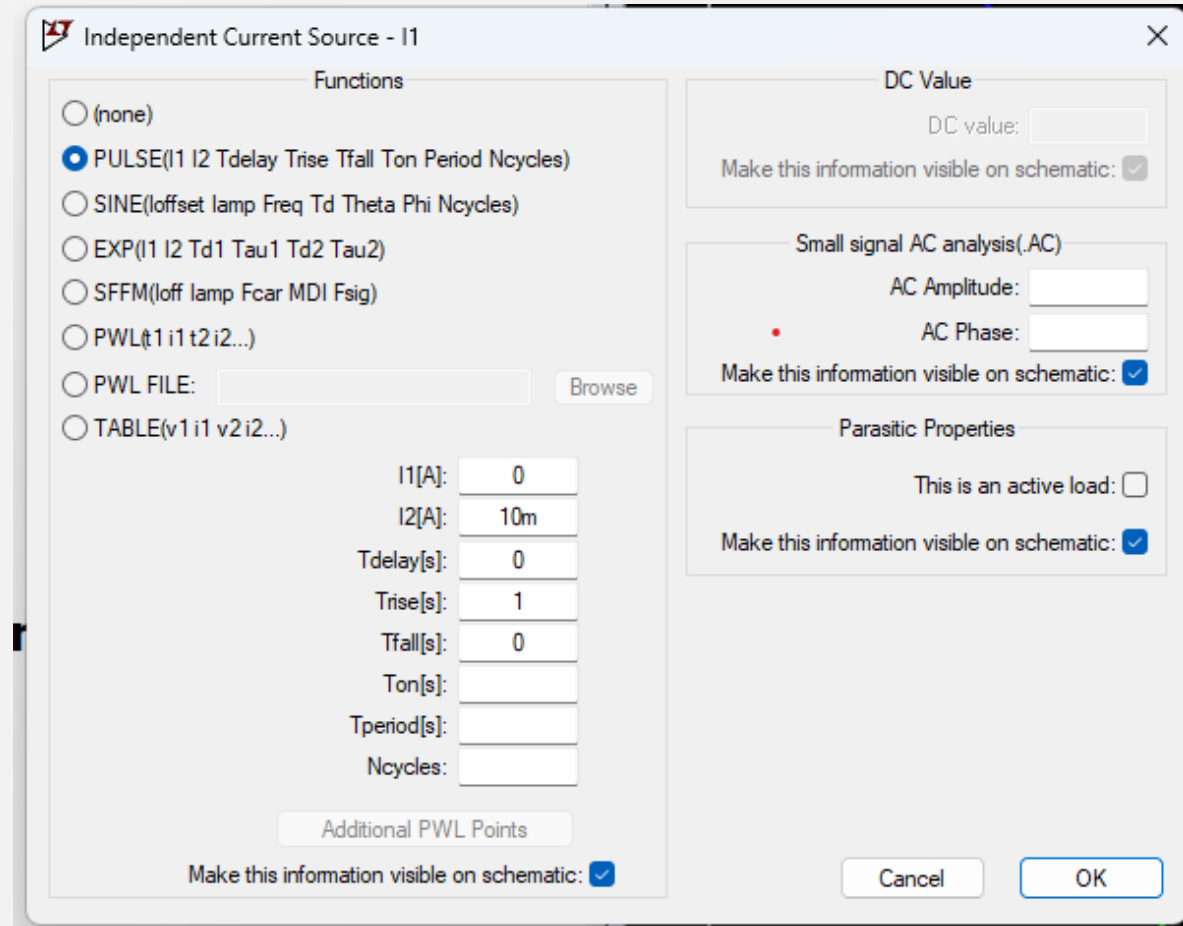 Independent Current Source - I1
Functions
(none)
PULSE(I1 I2 Tdelay Trise Tfall Ton Period Ncycles)
SINE(Ioffset Iamp Freq Td Theta Phi Ncycles)
EXP(I1 I2 Td1 Tau1 Td2 Tau2)
SFFM(Ioff Iamp Fcar MDI Fsig)
PWL(t1 i1 t2 i2...)
PWL FILE:
Browse
TABLE(v1 i1 v2 i2...)
I1[A]: 0
I2[A]: 10m
Tdelay[s]: 0
Trise[s]: 1
Tfall[s]: 0
Ton[s]:
Tperiod[s]:
Ncycles:
Additional PWL Points
Make this information visible on schematic:
DC Value
DC value:
Make this information visible on schematic:
Small signal AC analysis(.AC)
AC Amplitude:
AC Phase:
Make this information visible on schematic:
Parasitic Properties
This is an active load:
Make this information visible on schematic:
Cancel
OK